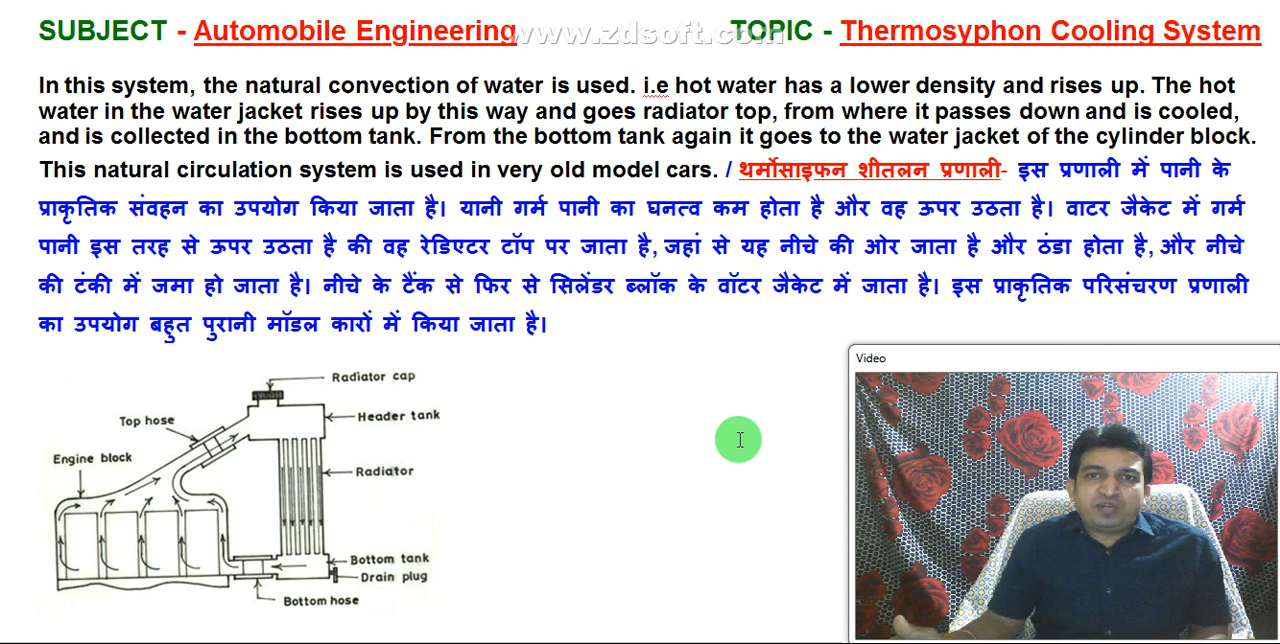 SUBJECT - Automobile Engineering
www.zdsoft.com
TOPIC - Thermosyphon Cooling System
In this system, the natural convection of water is used. i.e hot water has a lower density and rises up. The hot
water in the water jacket rises up by this way and goes radiator top, from where it passes down and is cooled,
and is collected in the bottom tank. From the bottom tank again it goes to the water jacket of the cylinder block.
This natural circulation system is used in very old model cars. / थर्मोसाइफन शीतलन प्रणाली- इस प्रणाली में पानी के
प्राकृतिक संवहन का उपयोग किया जाता है। यानी गर्म पानी का घनत्व कम होता है और वह ऊपर उठता है। वाटर जैकेट में गर्म
पानी इस तरह से ऊपर उठता है की वह रेडिएटर टॉप पर जाता है, जहां से यह नीचे की ओर जाता है और ठंडा होता है, और नीचे
की टंकी में जमा हो जाता है। नीचे के टैंक से फिर से सिलेंडर ब्लॉक के वॉटर जैकेट में जाता है। इस प्राकृतिक परिसंचरण प्रणाली
का उपयोग बहुत पुरानी मॉडल कारों में किया जाता है।
Video
Radiator cap
Header tank
Top hose
Engine block
Radiator
Bottom tank
Drain plug
Bottom hose